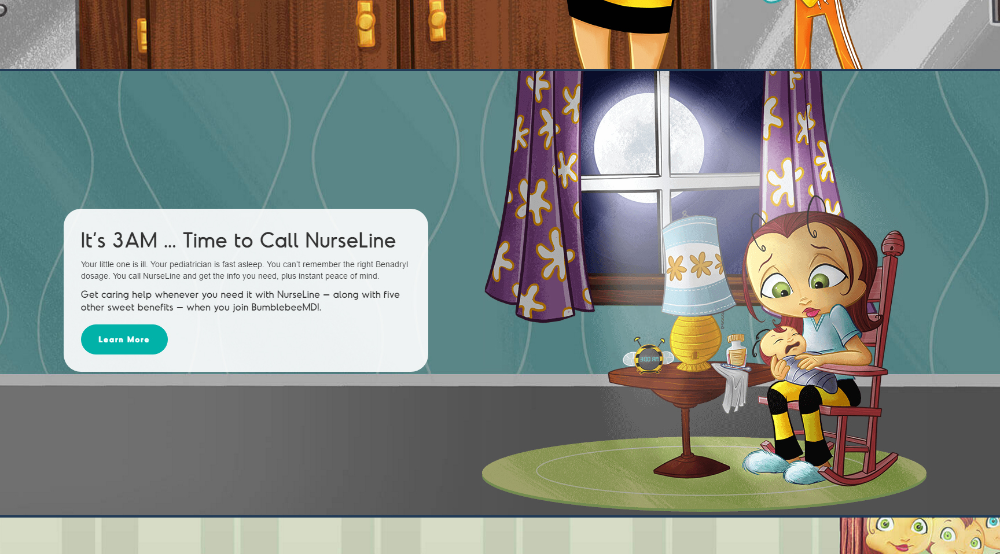 It's 3AM ... Time to Call NurseLine
Your little one is ill. Your pediatrician is fast asleep. You can't remember the right Benadryl
dosage. You call NurseLine and get the info you need, plus instant peace of mind.
Get caring help whenever you need it with NurseLine – along with five
other sweet benefits – when you join BumblebeeMD!.
Learn More
3:00 AM